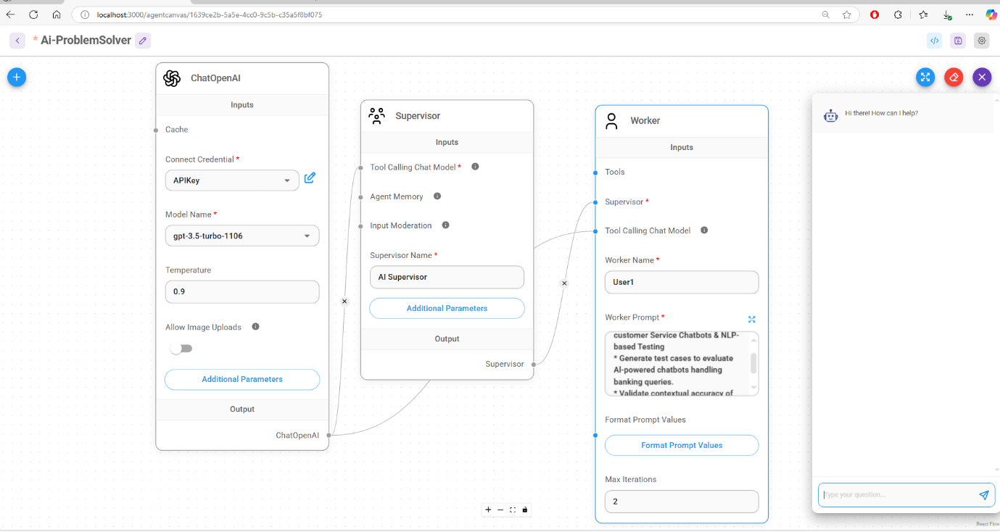 localhost:3000/agentcanvas/1639ce2b-5a5e-4cc0-9c5b-c35a5f8bf075
* Ai-ProblemSolver
ChatOpenAI
Inputs
Cache
Connect Credential *
APIKey
Model Name *
gpt-3.5-turbo-1106
Temperature
0.9
Allow Image Uploads
Additional Parameters
Output
ChatOpenAI
Supervisor
Inputs
Tool Calling Chat Model *
Agent Memory
Input Moderation
Supervisor Name *
AI Supervisor
Additional Parameters
Output
Supervisor
Worker
Inputs
Tools
Supervisor *
Tool Calling Chat Model
Worker Name *
User1
Worker Prompt *
customer Service Chatbots & NLP-
based Testing
* Generate test cases to evaluate
AI-powered chatbots handling
banking queries.
* Validate contextual accuracy of
Format Prompt Values
Format Prompt Values
Max Iterations
2
Hi there! How can I help?
Type your question...
React Flow